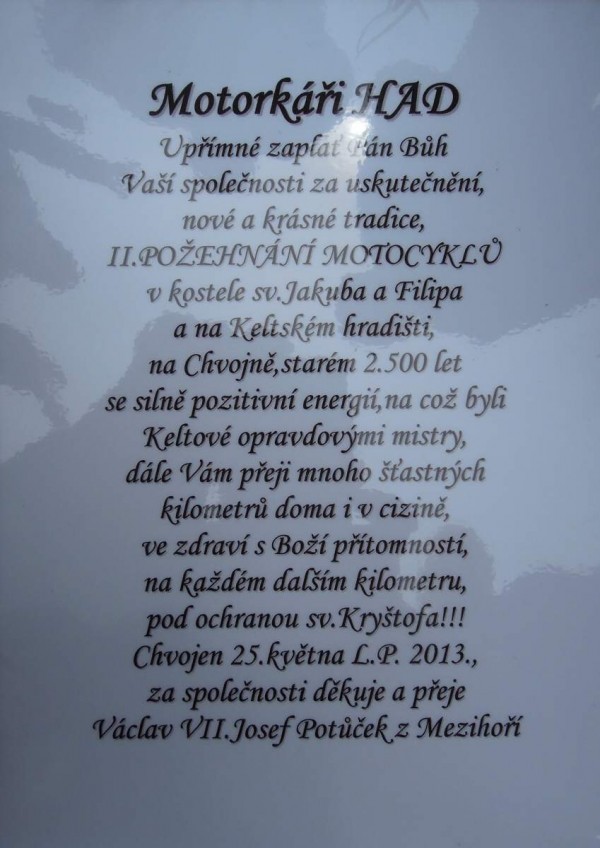 Motorkáři HAD
Upřímné zaplať Pán Bůh
Vaší společnosti za uskutečnění,
nové a krásné tradice,
II.POŽEHNÁNÍ MOTOCYKLŮ
v kostele sv.Jakuba a Filipa
a na Keltském hradišti,
na Chvojně,starém 2.500 let
se silně pozitivní energií,na což byli
Keltové opravdovými mistry,
dále Vám přeji mnoho šťastných
kilometrů doma i v cizině,
ve zdraví s Boží přítomností,
na každém dalším kilometru,
pod ochranou sv.Kryštofa!!!
Chvojen 25.května L.P. 2013.,
za společnosti děkuje a přeje
Václav VII.Josef Potůček z Mezihoří